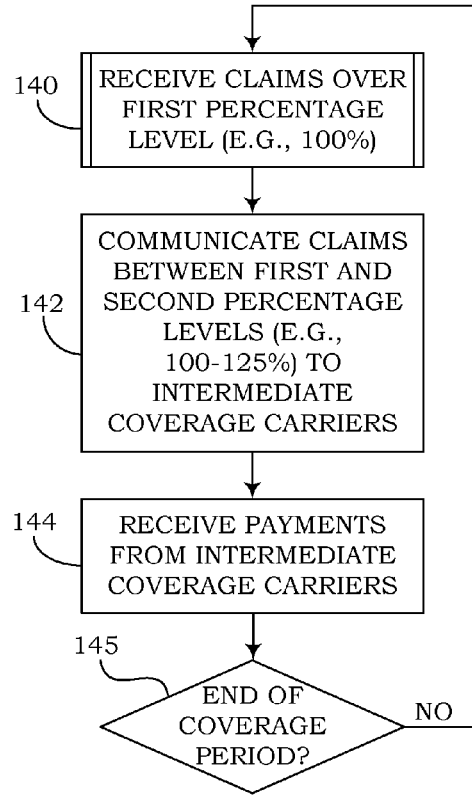 140
RECEIVE CLAIMS OVER
FIRST PERCENTAGE
LEVEL (E.G., 100%)
142
COMMUNICATE CLAIMS
BETWEEN FIRST AND
SECOND PERCENTAGE
LEVELS (E.G.,
100-125%) TO
INTERMEDIATE
COVERAGE CARRIERS
144
RECEIVE PAYMENTS
FROM INTERMEDIATE
COVERAGE CARRIERS
145
END OF
COVERAGE
PERIOD?
NO